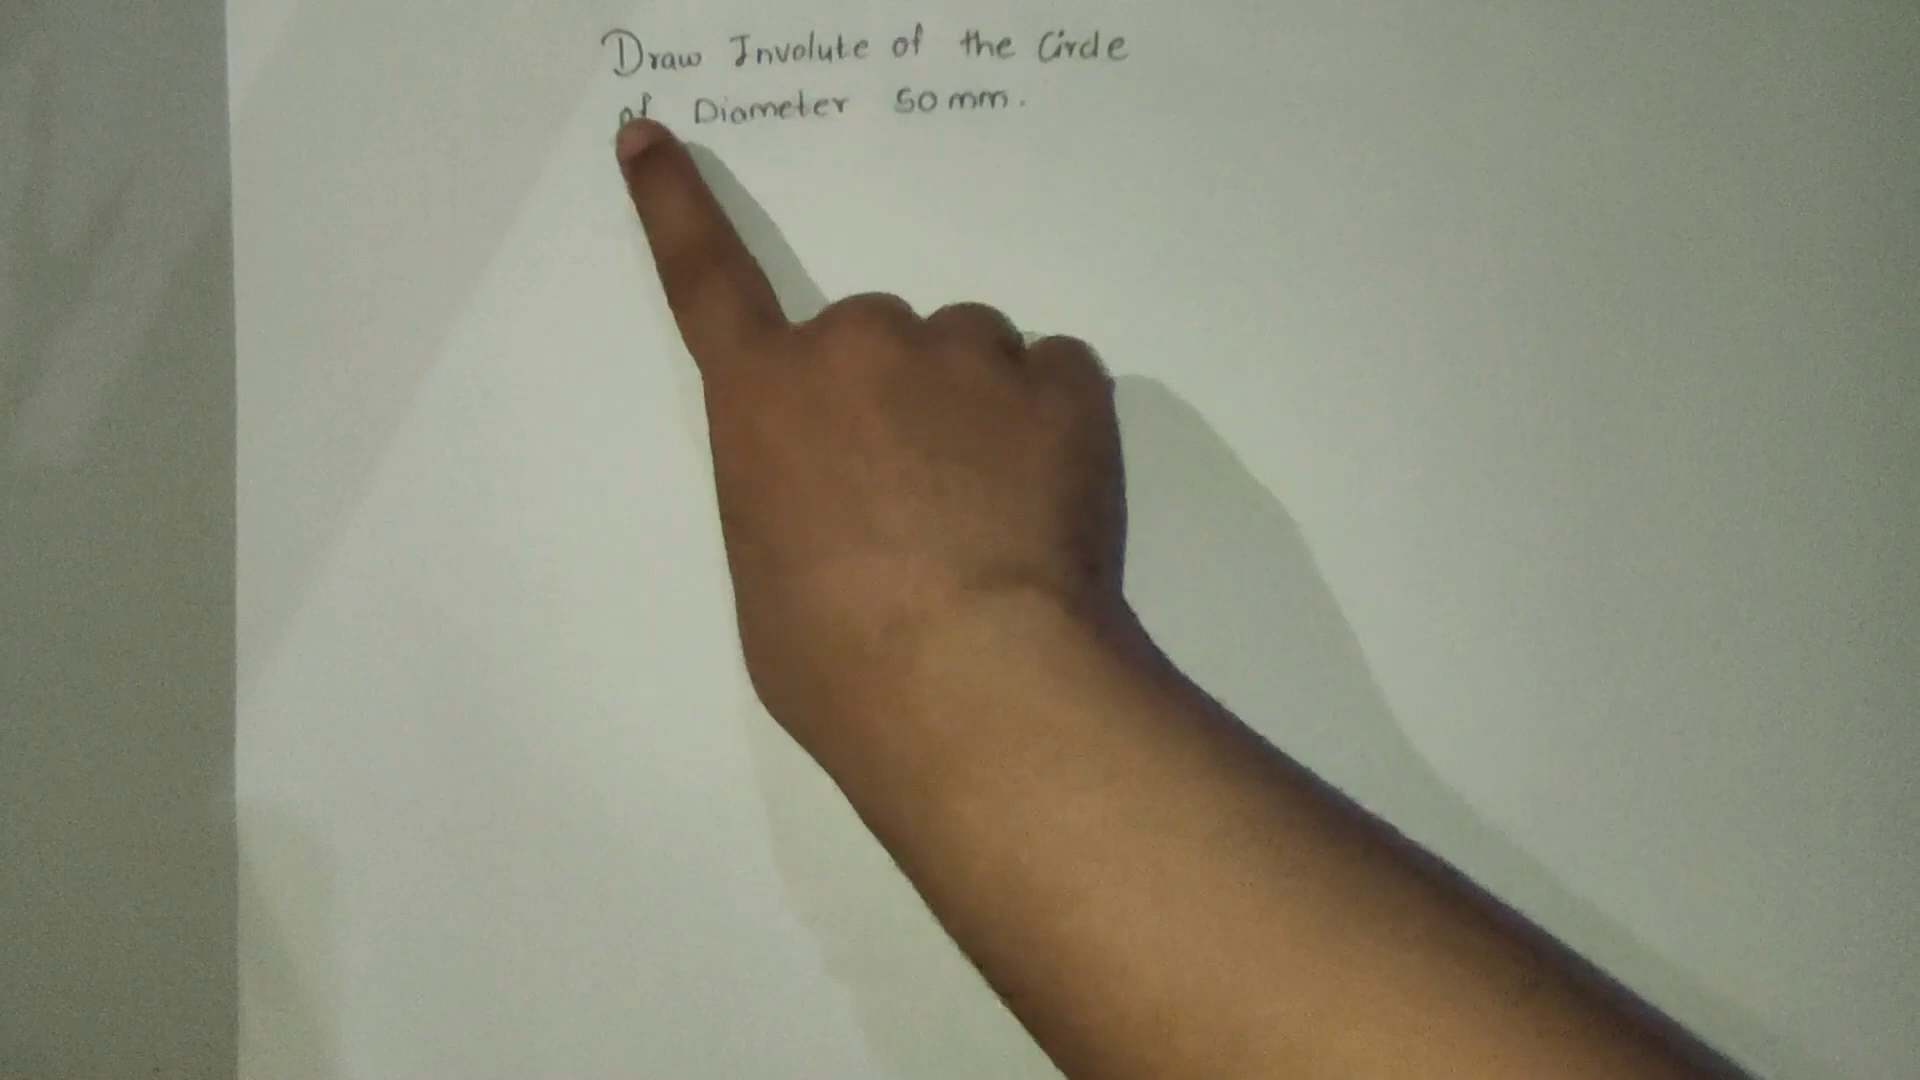 Draw Involute of the Circle
of Diameter 50 mm.